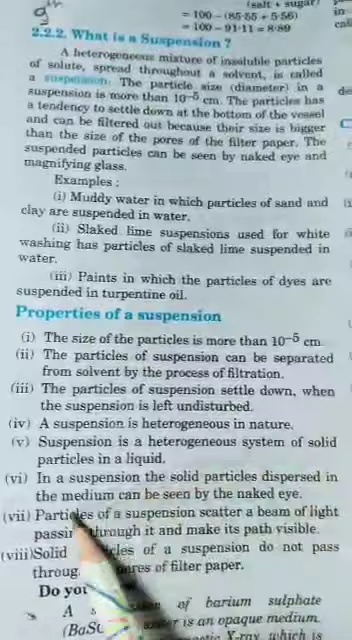 (salt + sugar)
= 100 - (85·55 + 5·56)
= 100 - 91·11 = 8·89
in
2.2.2. What is a Suspension ?
A heterogeneous mixture of insoluble particles
of solute, spread throughout a solvent, is called
a suspension. The particle size (diameter) in a
suspension is more than 10⁻⁵ cm. The particles has
a tendency to settle down at the bottom of the vessel
and can be filtered out because their size is bigger
than the size of the pores of the filter paper. The
suspended particles can be seen by naked eye and
magnifying glass.
Examples :
(i) Muddy water in which particles of sand and
clay are suspended in water.
(ii) Slaked lime suspensions used for white
washing has particles of slaked lime suspended in
water.
(iii) Paints in which the particles of dyes are
suspended in turpentine oil.
Properties of a suspension
(i) The size of the particles is more than 10⁻⁵ cm.
(ii) The particles of suspension can be separated
from solvent by the process of filtration.
(iii) The particles of suspension settle down, when
the suspension is left undisturbed.
(iv) A suspension is heterogeneous in nature.
(v) Suspension is a heterogeneous system of solid
particles in a liquid.
(vi) In a suspension the solid particles dispersed in
the medium can be seen by the naked eye.
(vii) Particles of a suspension scatter a beam of light
passin through it and make its path visible.
(viii) Solid cles of a suspension do not pass
throug ores of filter paper.
Do you
A s of barium sulphate
(BaSO is an opaque medium.
X-ray which is